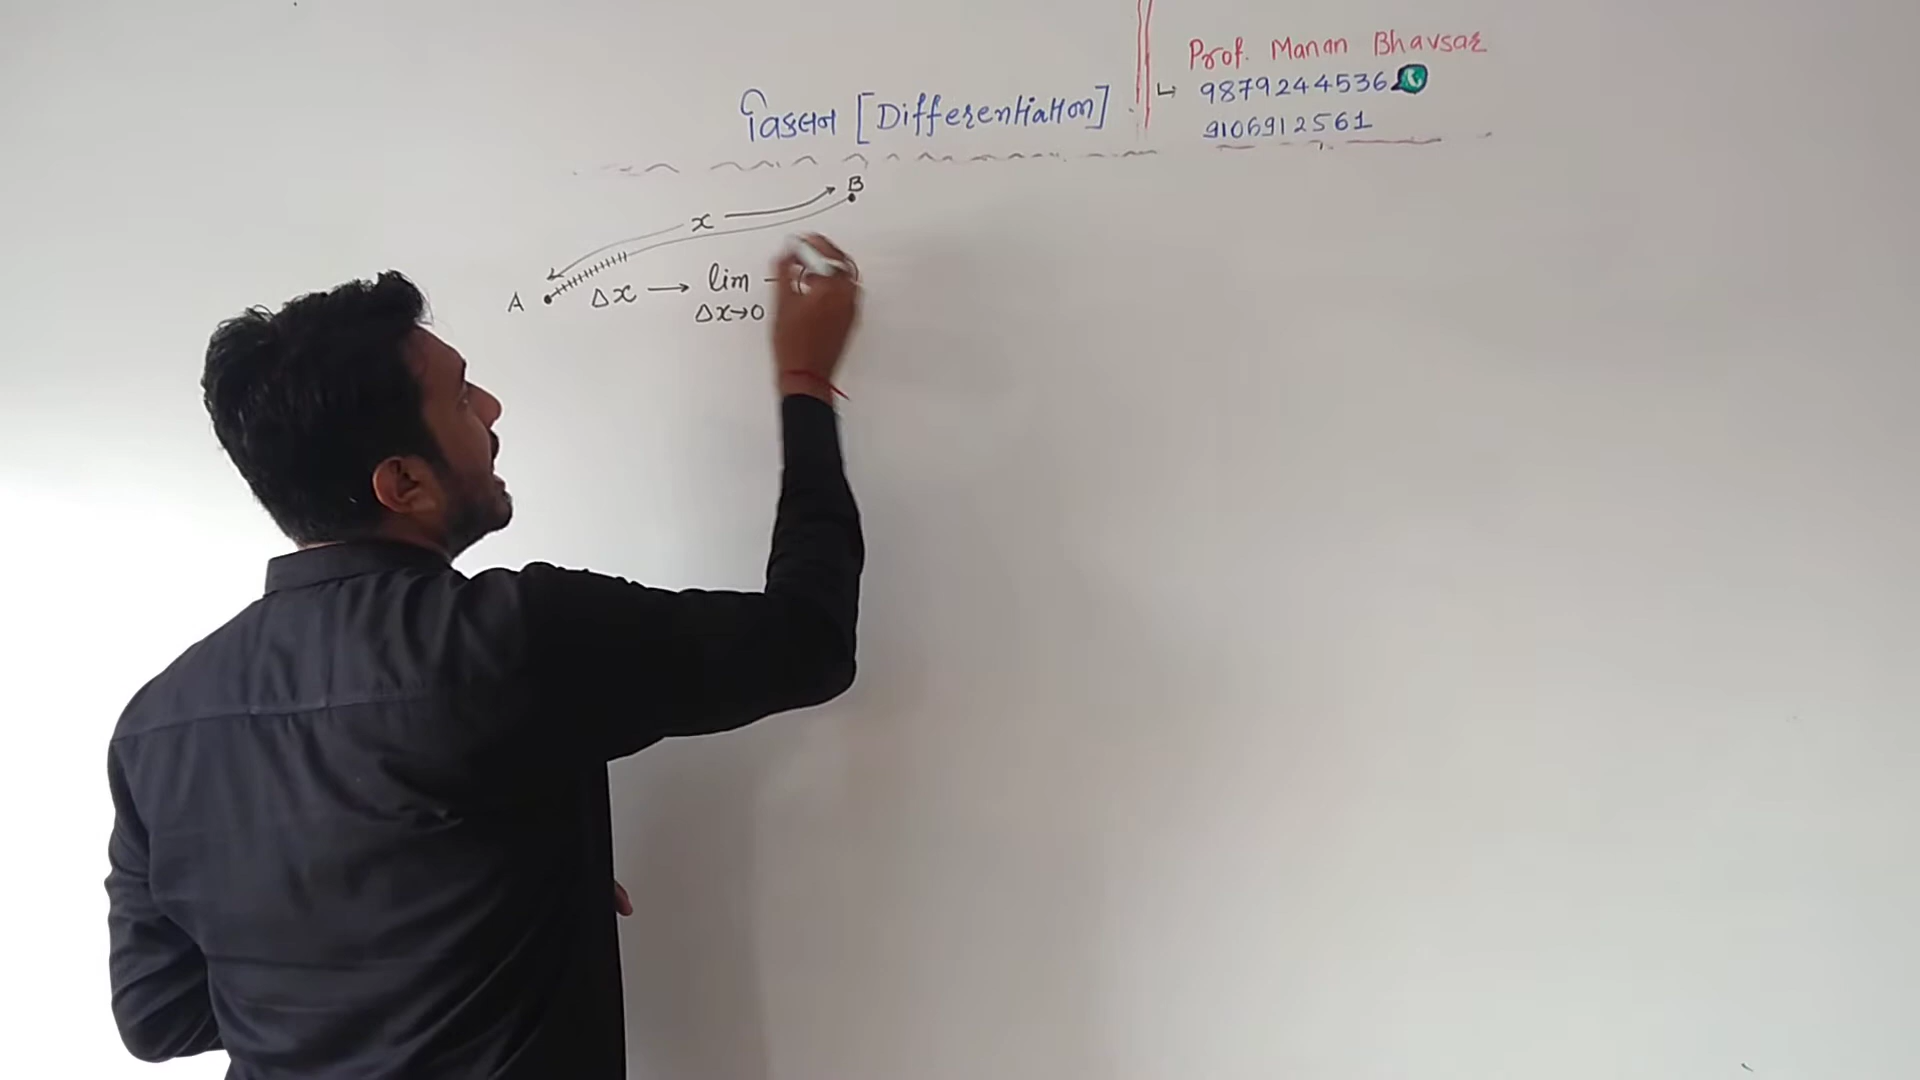 Prof. Manan Bhavsar
વિકલન [Differentiation]
↳ 9879244536
9106912561
B
x
A
Δx → lim →
Δx→0